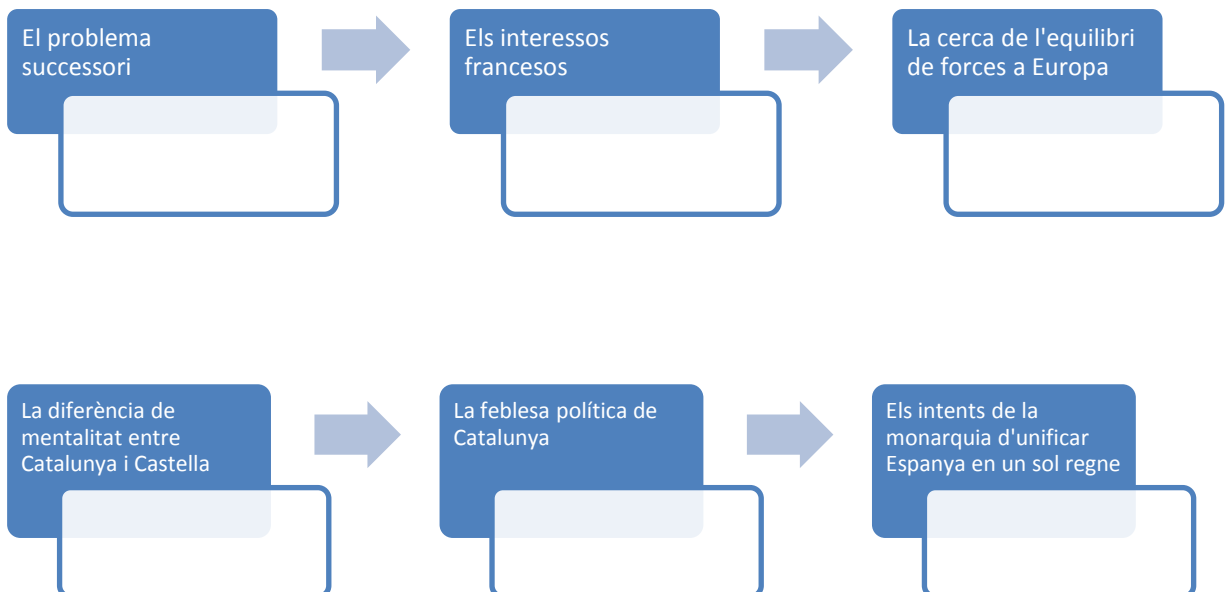 El problema
successori
Els interessos
francesos
La cerca de l'equilibri
de forces a Europa
La diferència de
mentalitat entre
Catalunya i Castella
La feblesa política de
Catalunya
Els intents de la
monarquia d'unificar
Espanya en un sol regne